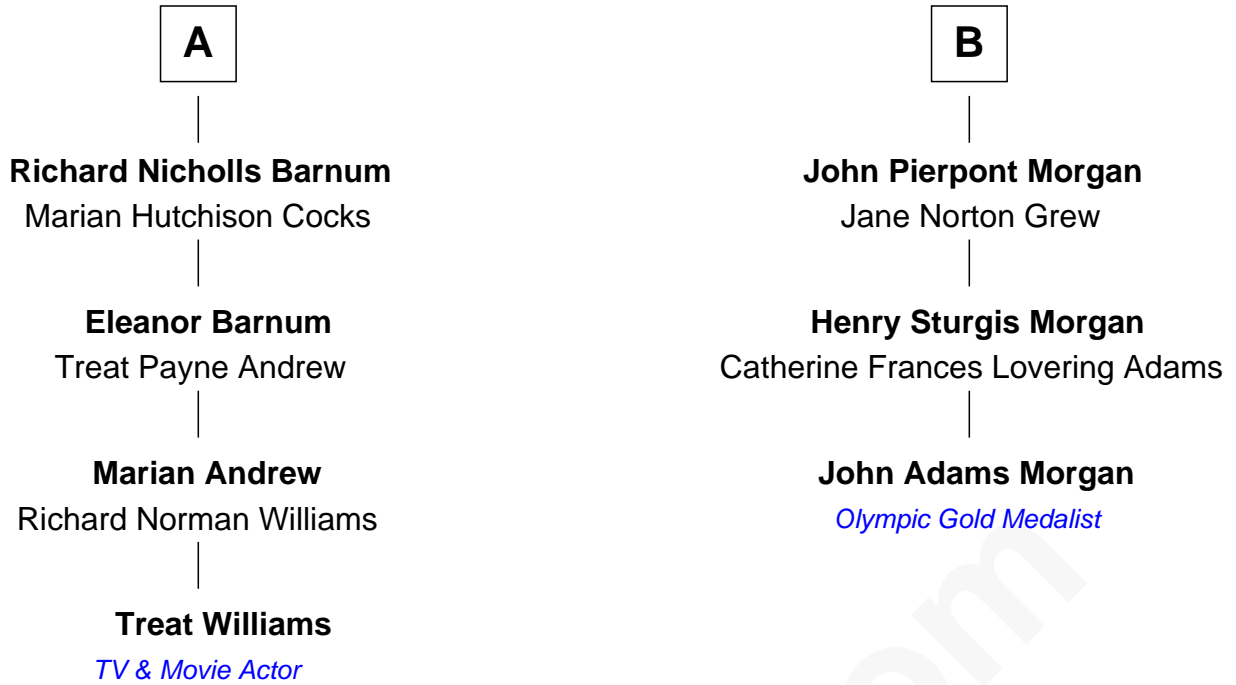 A
Richard Nicholls Barnum
Marian Hutchison Cocks
Eleanor Barnum
Treat Payne Andrew
Marian Andrew
Richard Norman Williams
Treat Williams
TV & Movie Actor
B
John Pierpont Morgan
Jane Norton Grew
Henry Sturgis Morgan
Catherine Frances Lovering Adams
John Adams Morgan
Olympic Gold Medalist
om